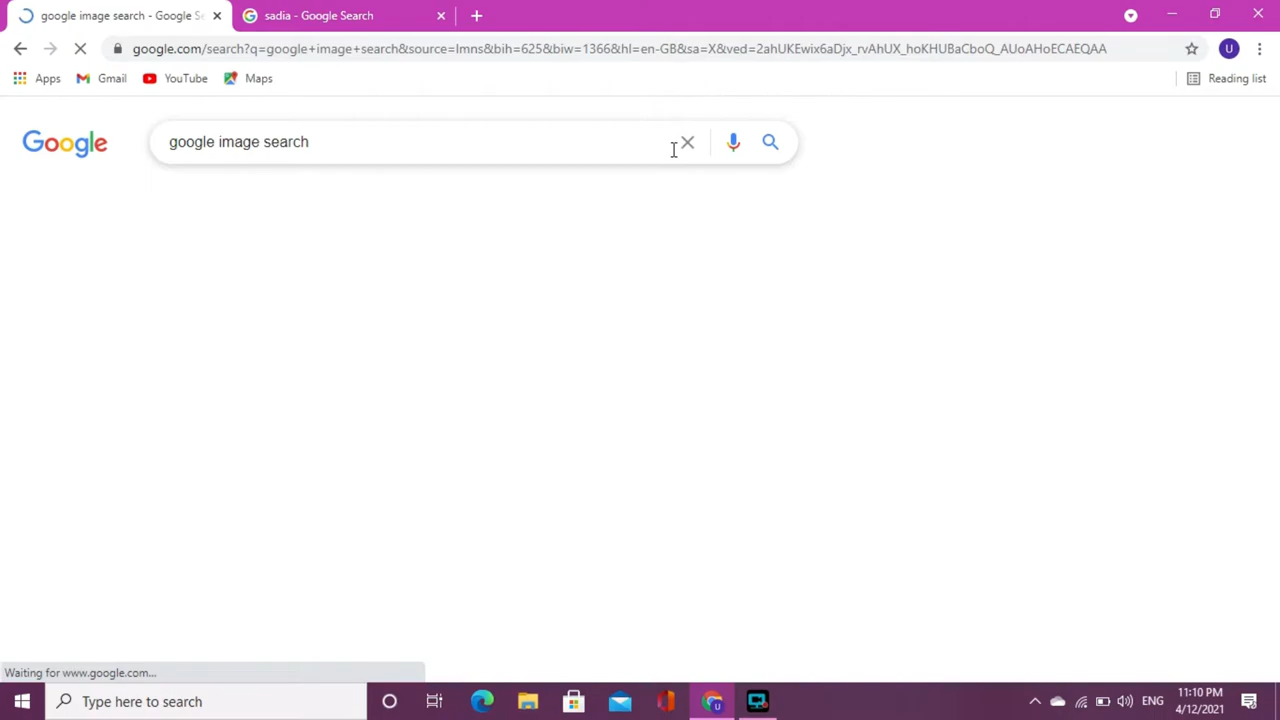 google image search - Google Se
sadia - Google Search
google.com/search?q=google+image+search&source=lmns&bih=625&biw=1366&hl=en-GB&sa=X&ved=2ahUKEwix6aDjx_rvAhUX_hoKHUBaCboQ_AUoAHoECAEQAA
U
Apps
Gmail
YouTube
Maps
Reading list
Google
google image search
Waiting for www.google.com...
Type here to search
U
ENG
11:10 PM
4/12/2021